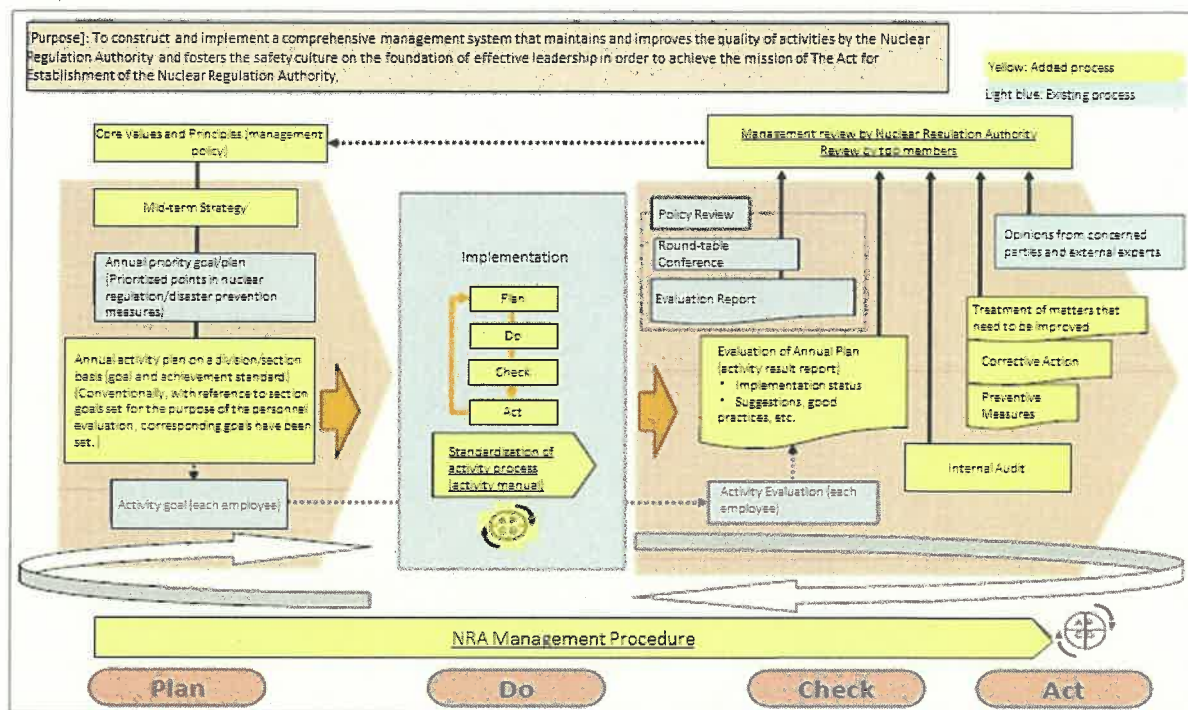 [Purpose]: To construct and implement a comprehensive management system that maintains and improves the quality of activities by the Nuclear
Regulation Authority and fosters the safety culture on the foundation of effective leadership in order to achieve the mission of The Act for
Establishment of the Nuclear Regulation Authority.
Yellow: Added process
Light blue: Existing process
Core Values and Principles (management
policy)
Management review by Nuclear Regulation Authority
Review by top members
Mid-term Strategy
Annual priority goal/plan
(Prioritized points in nuclear
regulation/disaster prevention
measures)
Annual activity plan on a division/section
basis (goal and achievement standard.)
(Conventionally, with reference to section
goals set for the purpose of the personnel
evaluation, corresponding goals have been
set.)
Activity goal (each employee)
Implementation
Plan
Do
Check
Act
Standardization of
activity process
(activity manual)
Policy Review
Round-table
Conference
Evaluation Report
Evaluation of Annual Plan
(activity result report)
• Implementation status
• Suggestions, good
practices, etc.
Activity Evaluation (each
employee)
Opinions from concerned
parties and external experts
Treatment of matters that
need to be improved
Corrective Action
Preventive
Measures
Internal Audit
NRA Management Procedure
Plan
Do
Check
Act